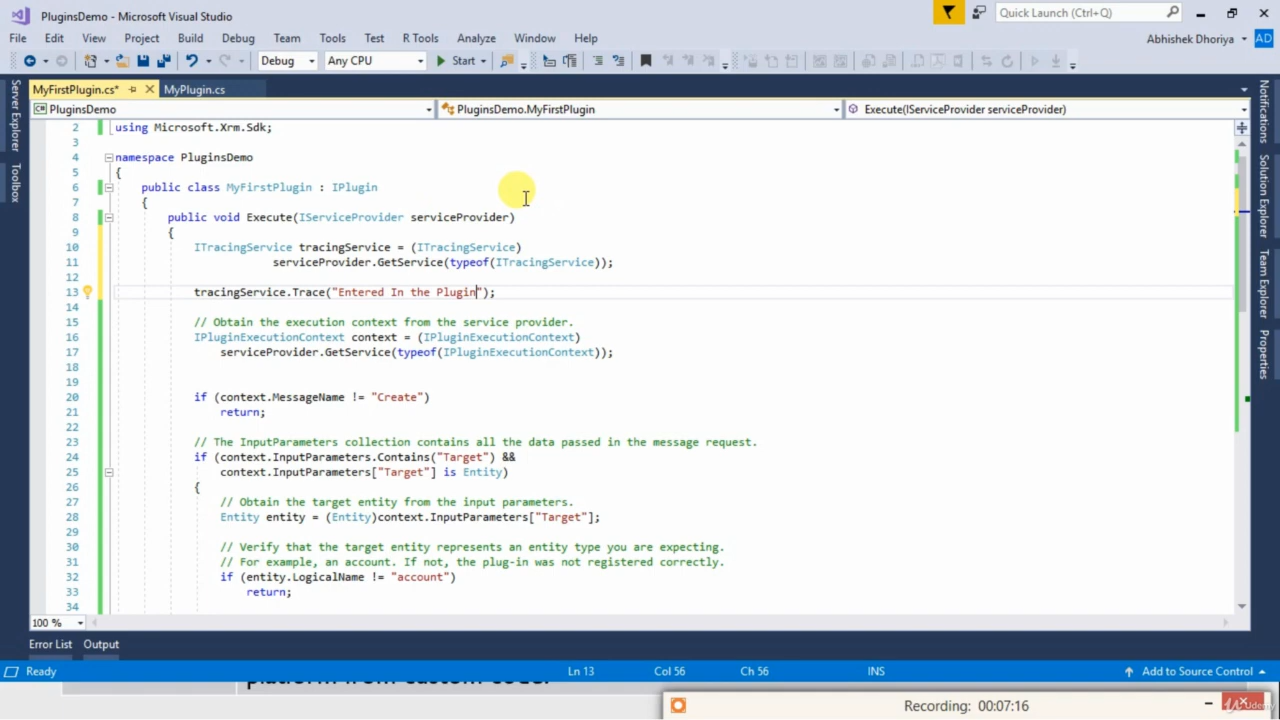 PluginsDemo - Microsoft Visual Studio
Quick Launch (Ctrl+Q)
File Edit View Project Build Debug Team Tools Test R Tools Analyze Window Help
Abhishek Dhoriya AD
Debug Any CPU Start
MyFirstPlugin.cs* MyPlugin.cs
PluginsDemo PluginsDemo.MyFirstPlugin Execute(IServiceProvider serviceProvider)
Server Explorer
Toolbox
2 using Microsoft.Xrm.Sdk;
3
4 namespace PluginsDemo
5 {
6 public class MyFirstPlugin : IPlugin
7 {
8 public void Execute(IServiceProvider serviceProvider)
9 {
10 ITracingService tracingService = (ITracingService)
11 serviceProvider.GetService(typeof(ITracingService));
12
13 tracingService.Trace("Entered In the Plugin");
14
15 // Obtain the execution context from the service provider.
16 IPluginExecutionContext context = (IPluginExecutionContext)
17 serviceProvider.GetService(typeof(IPluginExecutionContext));
18
19
20 if (context.MessageName != "Create")
21 return;
22
23 // The InputParameters collection contains all the data passed in the message request.
24 if (context.InputParameters.Contains("Target") &&
25 context.InputParameters["Target"] is Entity)
26 {
27 // Obtain the target entity from the input parameters.
28 Entity entity = (Entity)context.InputParameters["Target"];
29
30 // Verify that the target entity represents an entity type you are expecting.
31 // For example, an account. If not, the plug-in was not registered correctly.
32 if (entity.LogicalName != "account")
33 return;
34
Notifications
Solution Explorer
Team Explorer
Properties
100 %
Error List Output
Ready Ln 13 Col 56 Ch 56 INS Add to Source Control
Recording: 00:07:16
Udemy